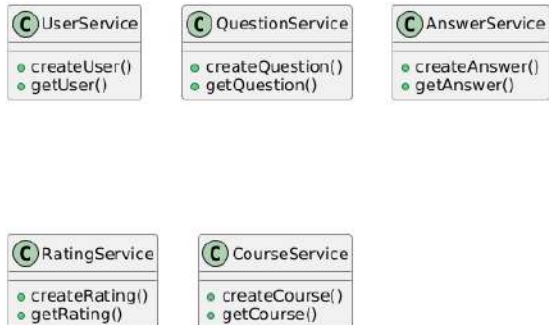 C UserService
createUser()
getUser()
C QuestionService
createQuestion()
getQuestion()
C AnswerService
createAnswer()
getAnswer()
C RatingService
createRating()
getRating()
C CourseService
createCourse()
getCourse()